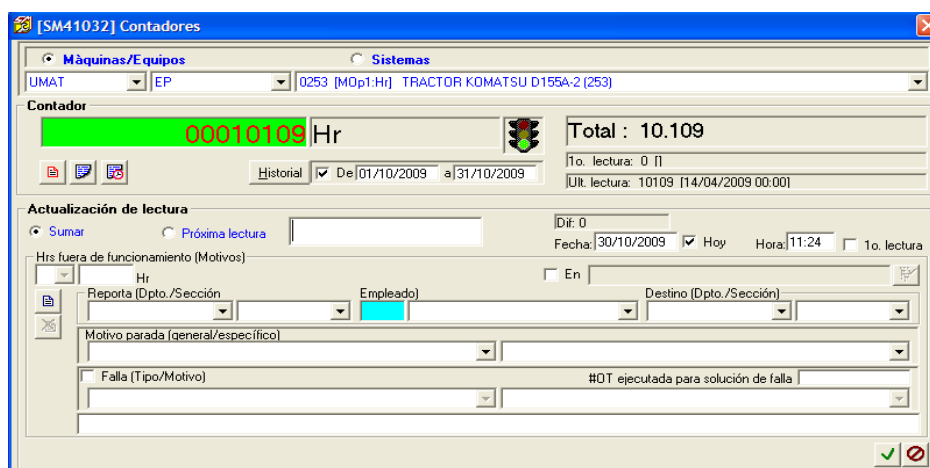 [SM41032] Contadores
Màquinas/Equipos Sistemas
UMAT EP 0253 [MOp1:Hr] TRACTOR KOMATSU D155A-2 (253)
Contador
00010109 Hr Total : 10.109
1o. lectura: 0 []
Historial De 01/10/2009 a 31/10/2009 Ult. lectura: 10109 [14/04/2009 00:00]
Actualización de lectura
Sumar Próxima lectura Dif: 0
Fecha: 30/10/2009 Hoy Hora: 11:24 1o. lectura
Hrs fuera de funcionamiento (Motivos)
Hr En
Reporta (Dpto./Sección Empleado) Destino (Dpto./Sección)
Motivo parada (general/específico)
Falla (Tipo/Motivo) #OT ejecutada para solución de falla